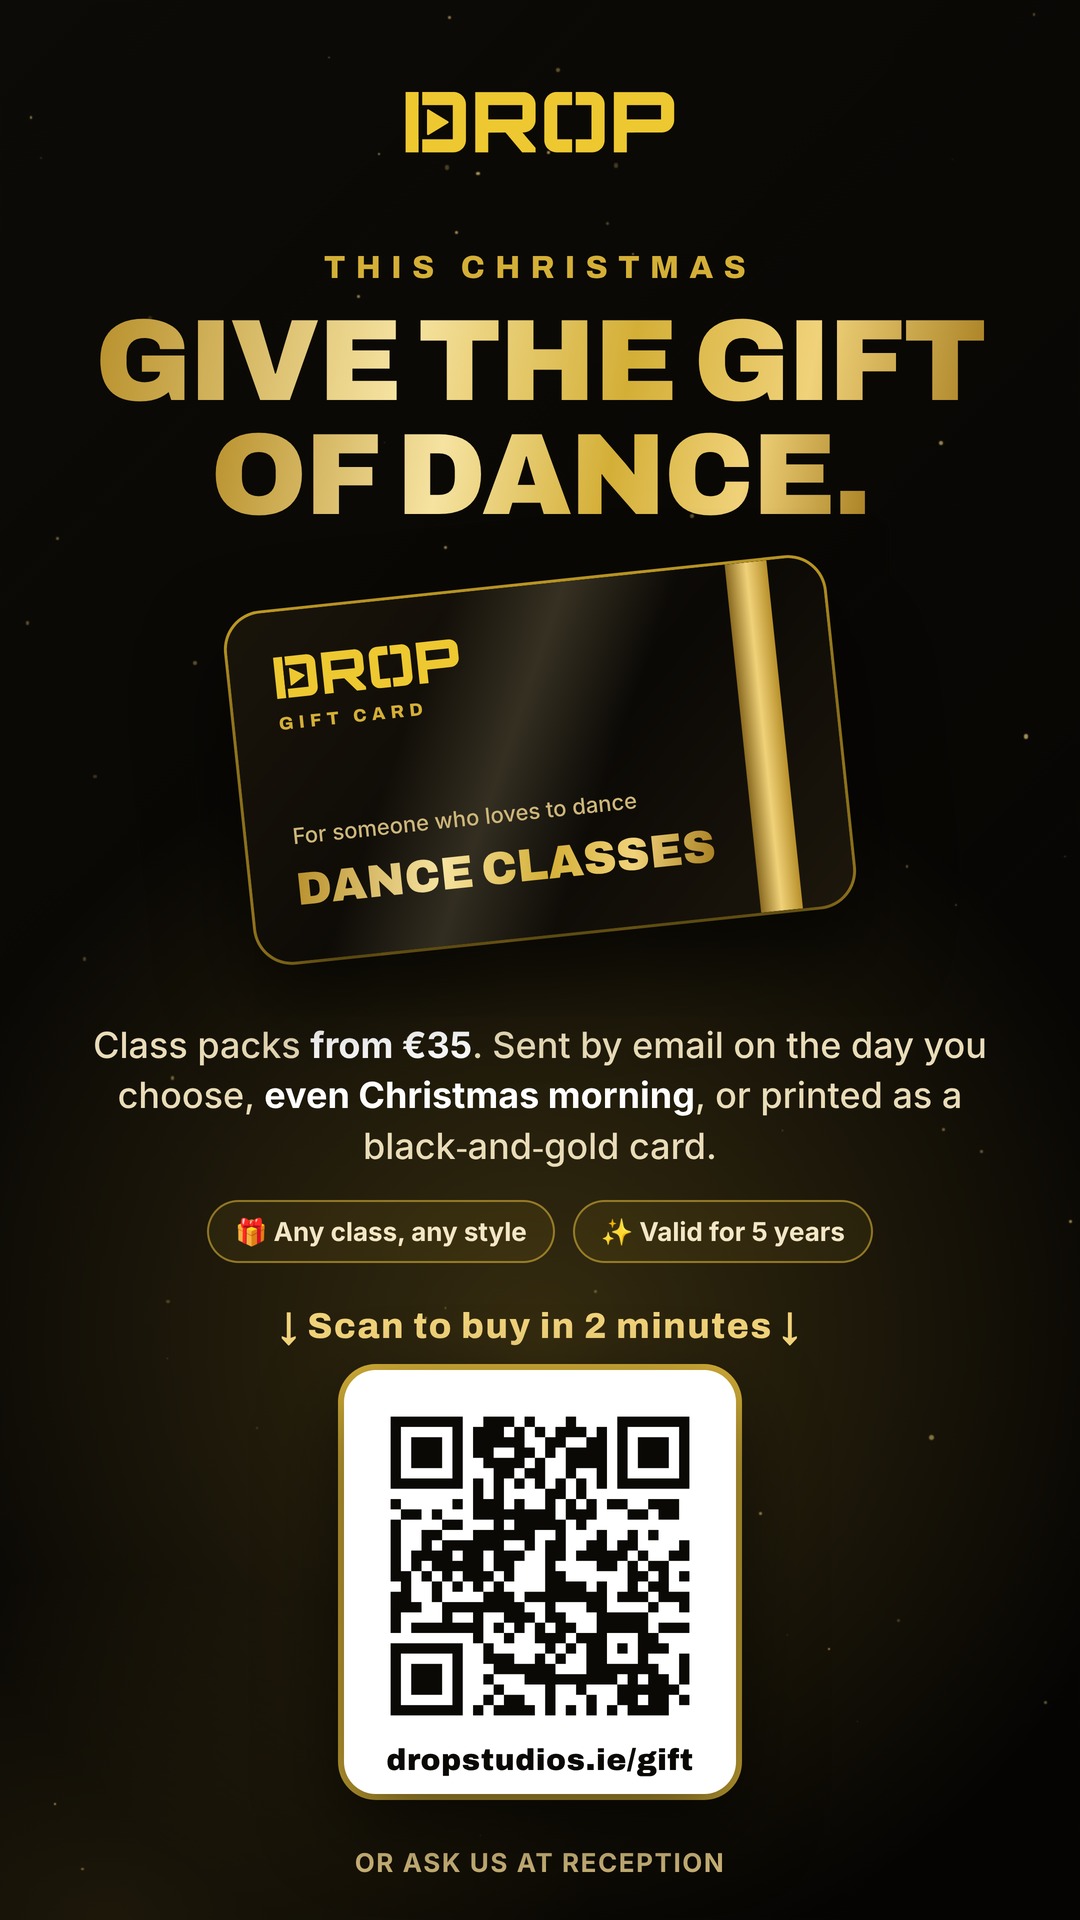 DROP
THIS CHRISTMAS
GIVE THE GIFT
OF DANCE.
DROP
GIFT CARD
For someone who loves to dance
DANCE CLASSES
Class packs from €35. Sent by email on the day you
choose, even Christmas morning, or printed as a
black-and-gold card.
🎁 Any class, any style
✨ Valid for 5 years
↓ Scan to buy in 2 minutes ↓
dropstudios.ie/gift
OR ASK US AT RECEPTION